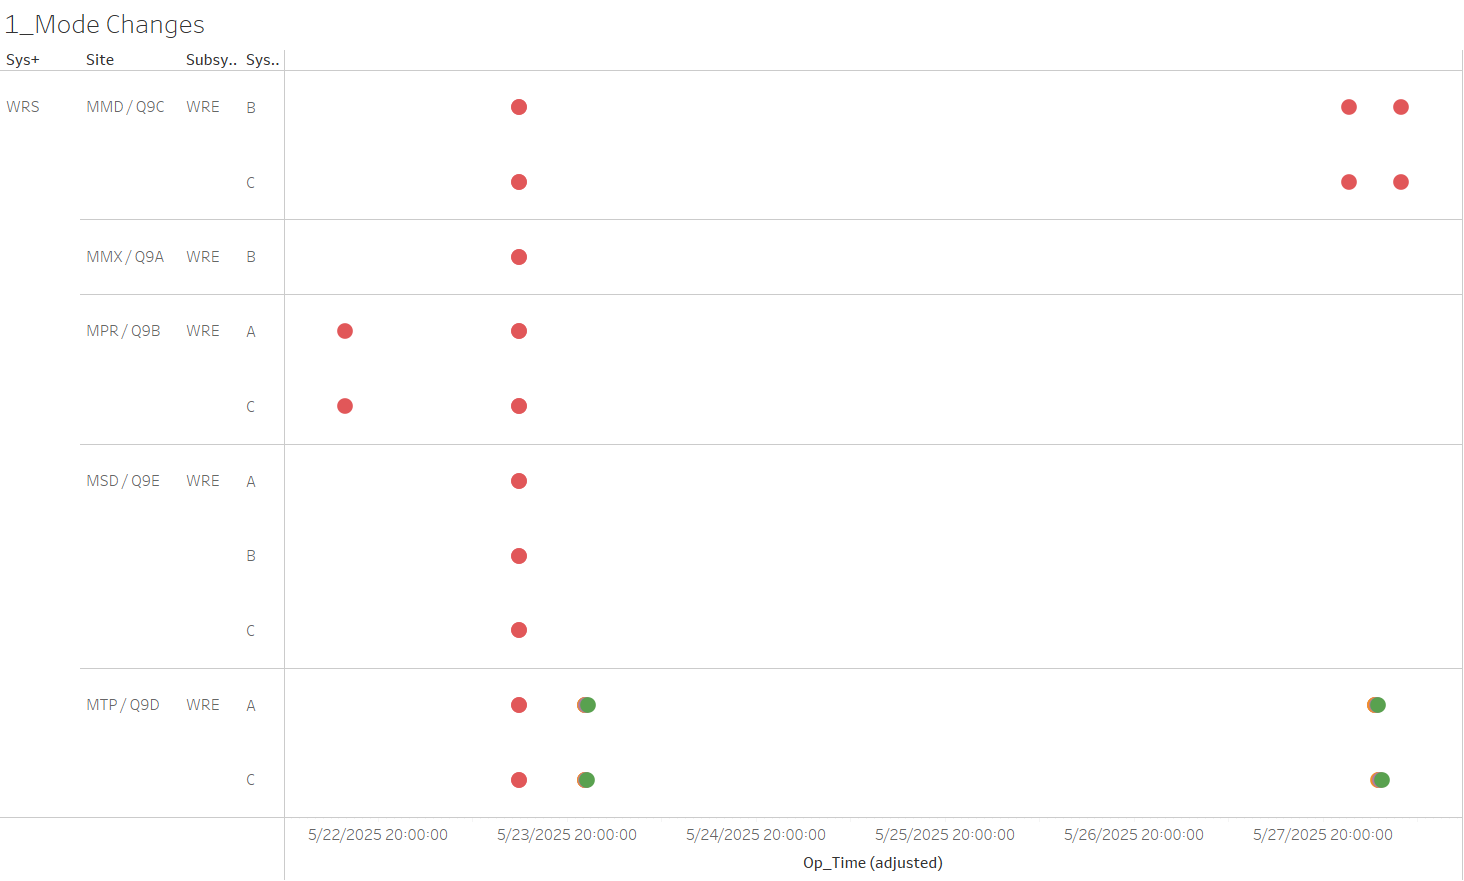 1_Mode Changes
Sys+ Site Subsy.. Sys..
WRS MMD / Q9C WRE B
C
MMX / Q9A WRE B
MPR / Q9B WRE A
C
MSD / Q9E WRE A
B
C
MTP / Q9D WRE A
C
5/22/2025 20:00:00 5/23/2025 20:00:00 5/24/2025 20:00:00 5/25/2025 20:00:00 5/26/2025 20:00:00 5/27/2025 20:00:00
Op_Time (adjusted)